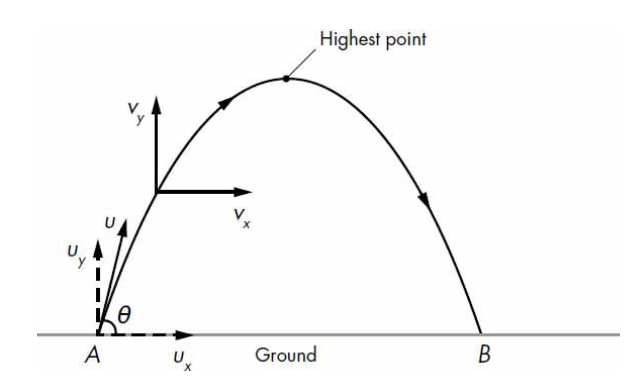 Highest point
v_y
v_x
u
u_y
θ
A
u_x
Ground
B